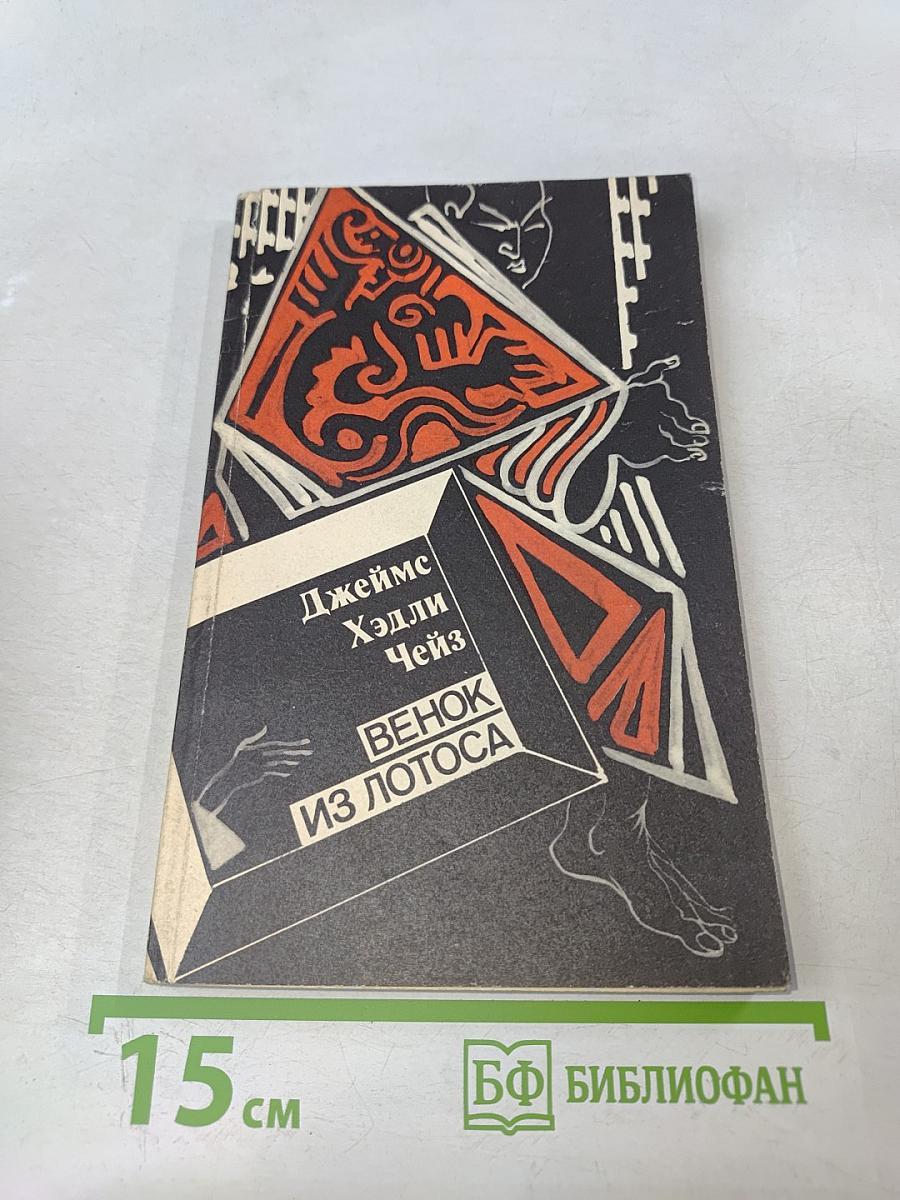 Джеймс
Хэдли
Чейз
ВЕНОК
ИЗ ЛОТОСА
15 см
БФ БИБЛИОФАН